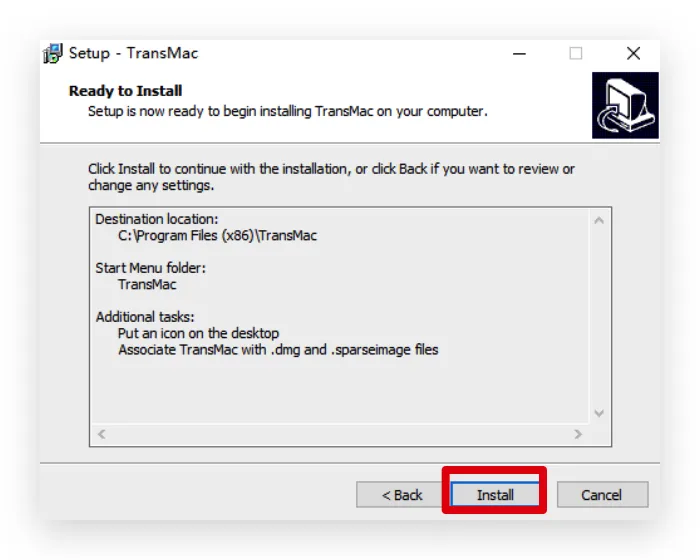 Setup - TransMac
Ready to Install
Setup is now ready to begin installing TransMac on your computer.
Click Install to continue with the installation, or click Back if you want to review or
change any settings.
Destination location:
C:\Program Files (x86)\TransMac
Start Menu folder:
TransMac
Additional tasks:
Put an icon on the desktop
Associate TransMac with .dmg and .sparseimage files
< Back
Install
Cancel